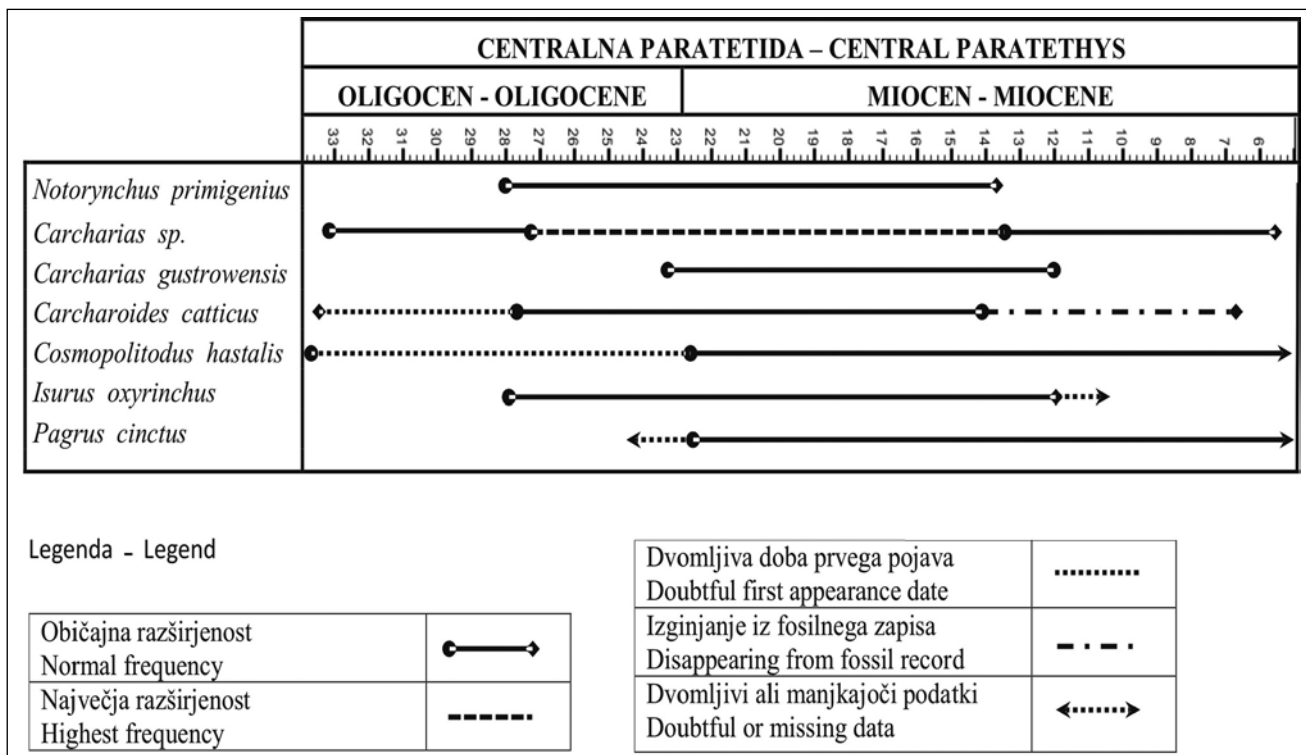 CENTRALNA PARATETIDA – CENTRAL PARATETHYS
OLIGOCEN - OLIGOCENE MIOCEN - MIOCENE
33 32 31 30 29 28 27 26 25 24 23 22 21 20 19 18 17 16 15 14 13 12 11 10 9 8 7 6
Notorynchus primigenius
Carcharias sp.
Carcharias gustrowensis
Carcharoides catticus
Cosmopolitodus hastalis
Isurus oxyrinchus
Pagrus cinctus
Legenda - Legend
Običajna razširjenost
Normal frequency
Največja razširjenost
Highest frequency
Dvomljiva doba prvega pojava
Doubtful first appearance date
Izginjanje iz fosilnega zapisa
Disappearing from fossil record
Dvomljivi ali manjkajoči podatki
Doubtful or missing data